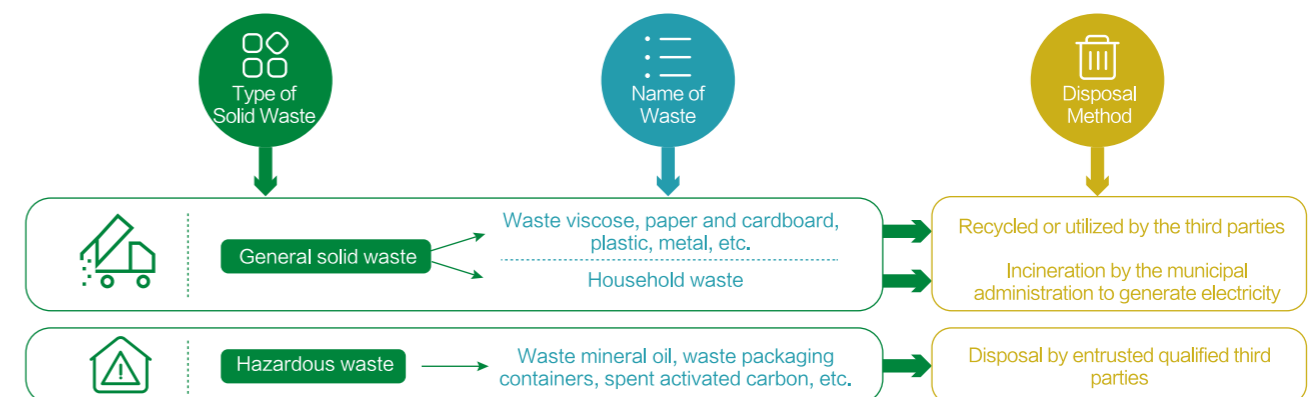 Type of
Solid Waste
Name of
Waste
Disposal
Method
General solid waste
Waste viscose, paper and cardboard,
plastic, metal, etc.
Household waste
Recycled or utilized by the third parties
Incineration by the municipal
administration to generate electricity
Hazardous waste
Waste mineral oil, waste packaging
containers, spent activated carbon, etc.
Disposal by entrusted qualified third
parties